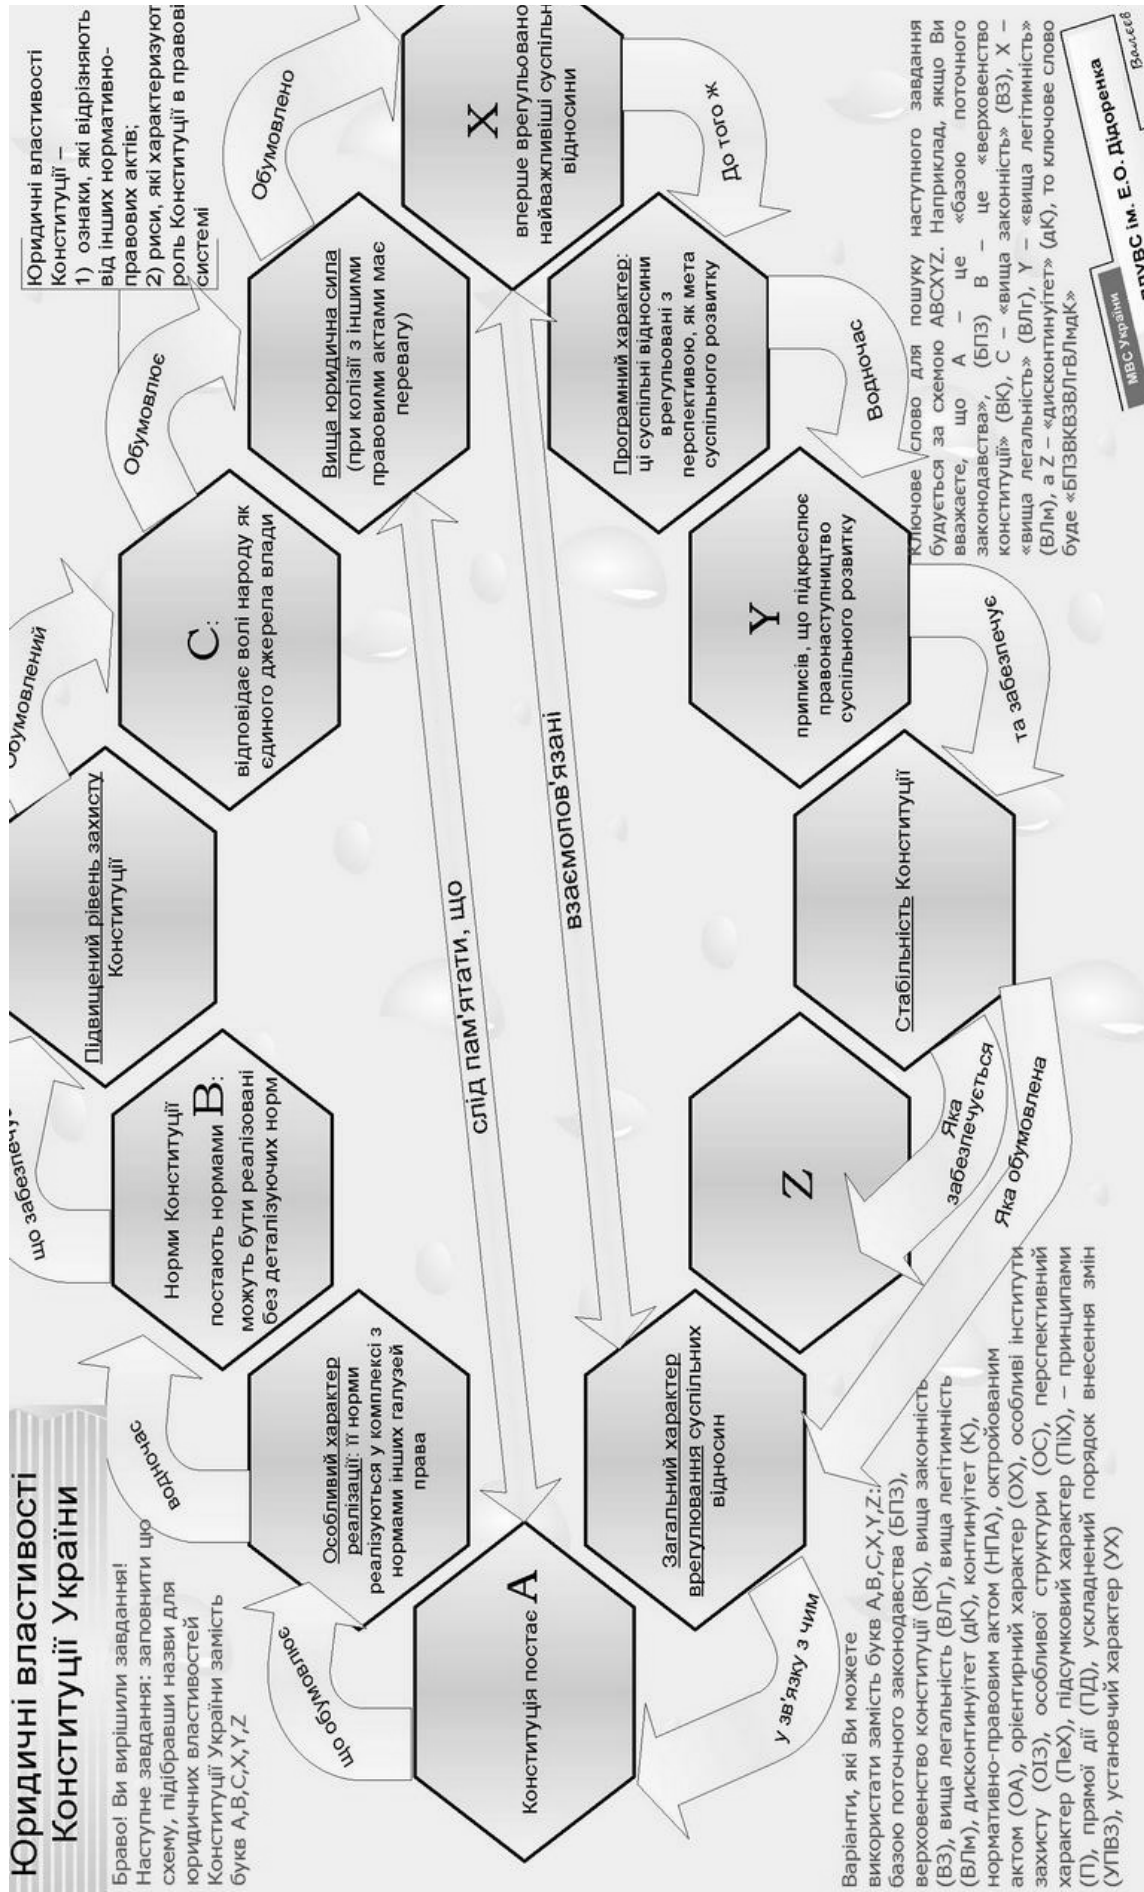 Юридичні властивості
Конституції України
Браво! Ви вирішили завдання!
Наступне завдання: заповнити цю
схему, підібравши назви для
юридичних властивостей
Конституції України замість
букв A,B,C,X,Y,Z
Юридичні властивості
Конституції –
1) ознаки, які відрізняють
від інших нормативно-
правових актів;
2) риси, які характеризуют
роль Конституції в правові
системі
Конституція постає A
що обумовлює
Особливий характер
реалізації: її норми
реалізуються у комплексі з
нормами інших галузей
права
водночас
Норми Конституції
постають нормами B:
можуть бути реалізовані
без деталізуючих норм
що забезпечу
Підвищений рівень захисту
Конституції
Обумовлений
C:
відповідає волі народу як
єдиного джерела влади
Обумовлює
Вища юридична сила
(при колізії з іншими
правовими актами має
перевагу)
Обумовлено
X
вперше врегульовано
найважливіші суспільн
відносини
До того ж
Програмний характер:
ці суспільні відносини
врегульовані з
перспективою, як мета
суспільного розвитку
Водночас
Y
приписів, що підкреслює
правонаступництво
суспільного розвитку
та забезпечує
Стабільність Конституції
Яка
забезпечується
Z
Яка обумовлена
Загальний характер
врегулювання суспільних
відносин
у зв'язку з чим
слід пам'ятати, що
взаємопов'язані
Варіанти, які Ви можете
використати замість букв A,B,C,X,Y,Z:
базою поточного законодавства (БПЗ),
верховенство конституції (ВК), вища законність
(ВЗ), вища легальність (ВЛг), вища легітимність
(ВЛм), дисконтинуїтет (дК), континуїтет (К),
нормативно-правовим актом (НПА), октройованим
актом (ОА), орієнтирний характер (ОХ), особливі інститути
захисту (ОІЗ), особливої структури (ОС), перспективний
характер (ПеХ), підсумковий характер (ПіХ), – принципами
(П), прямої дії (ПД), ускладнений порядок внесення змін
(УПВЗ), установчий характер (УХ)
Ключове слово для пошуку наступного завдання
будується за схемою ABCXYZ. Наприклад, якщо Ви
вважаєте, що A – це «базою поточного
законодавства», (БПЗ) B – це «верховенство
конституції» (ВК), C – «вища законність» (ВЗ), X –
«вища легальність» (ВЛг), Y – «вища легітимність»
(ВЛм), а Z – «дисконтинуїтет» (дК), то ключове слово
буде «БПЗВКВЗВЛгВЛмдК»
МВС України
ім. Е.О. Дідоренка
Валеев